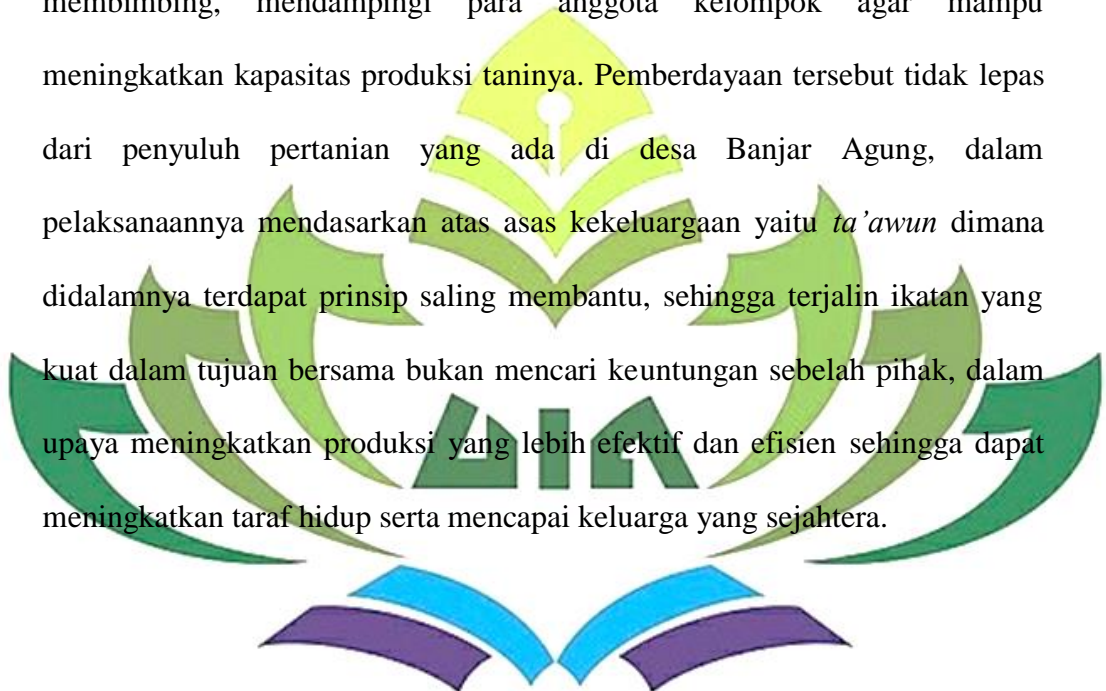 membimbing, mendampingi para anggota kelompok agar mampu
meningkatkan kapasitas produksi taninya. Pemberdayaan tersebut tidak lepas
dari penyuluh pertanian yang ada di desa Banjar Agung, dalam
pelaksanaannya mendasarkan atas asas kekeluargaan yaitu ta’awun dimana
didalamnya terdapat prinsip saling membantu, sehingga terjalin ikatan yang
kuat dalam tujuan bersama bukan mencari keuntungan sebelah pihak, dalam
upaya meningkatkan produksi yang lebih efektif dan efisien sehingga dapat
meningkatkan taraf hidup serta mencapai keluarga yang sejahtera.